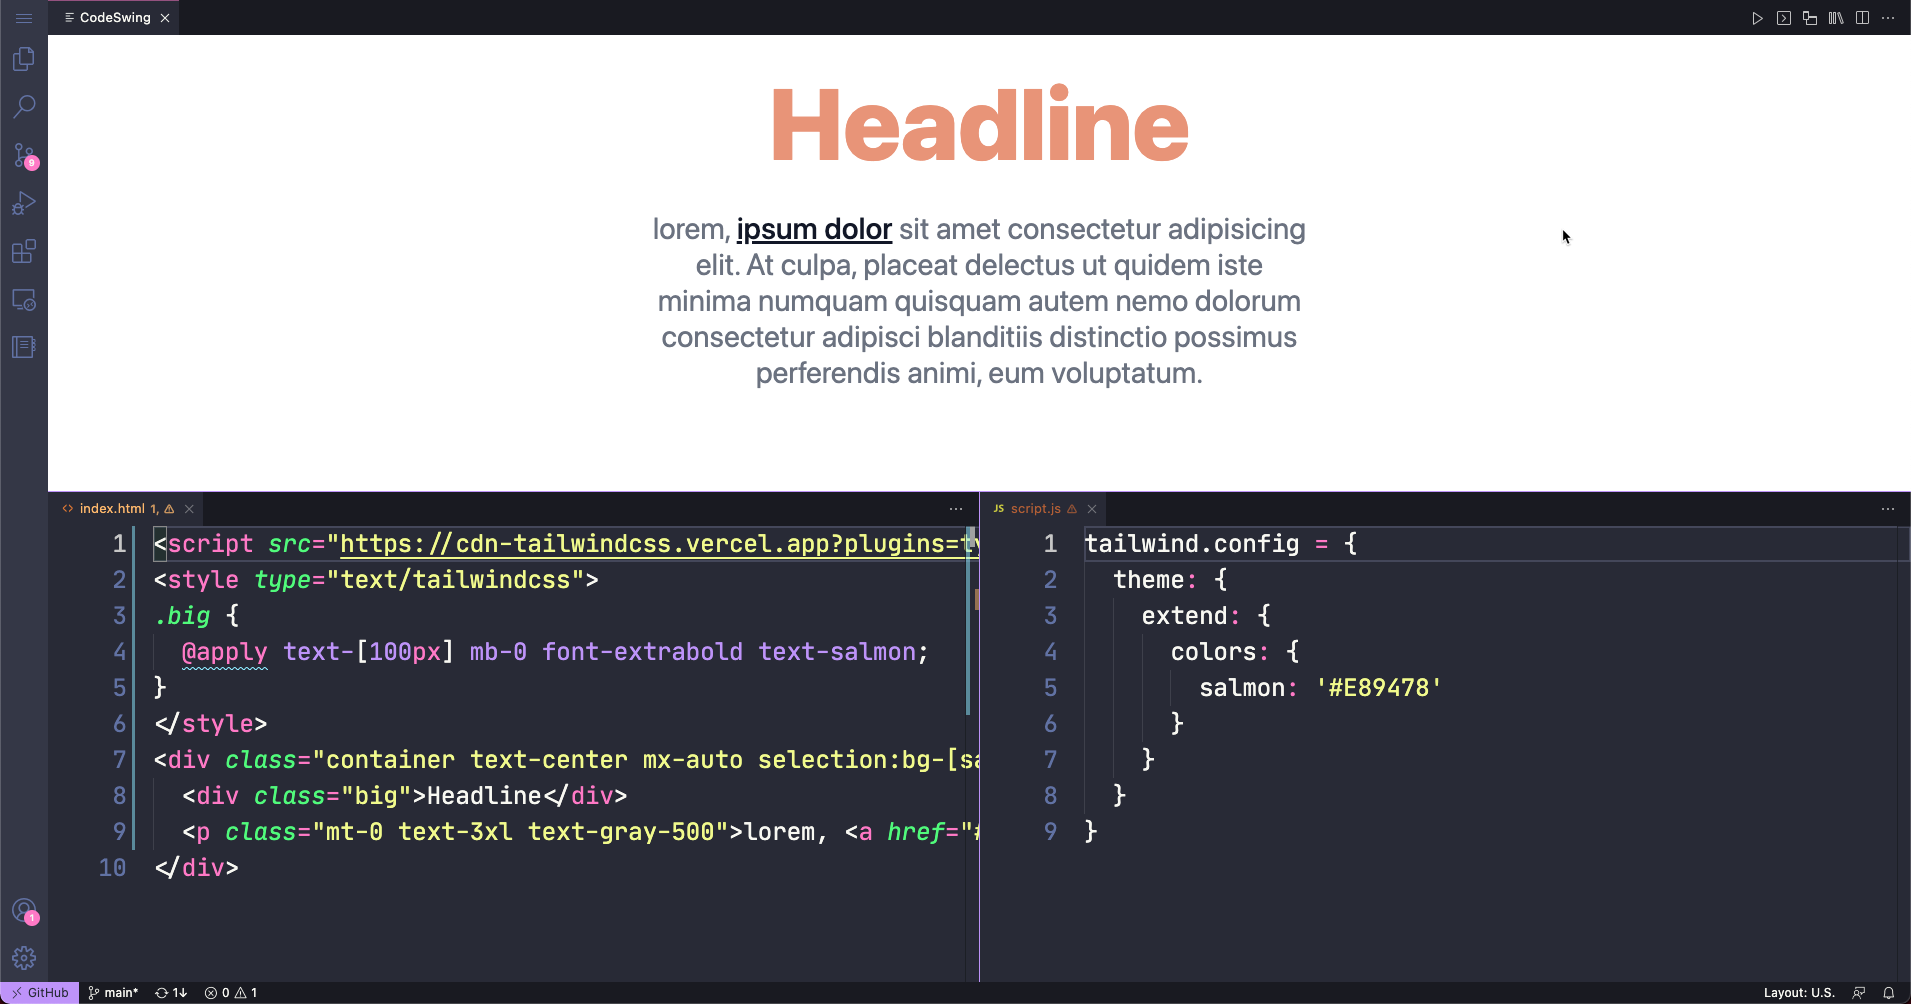 CodeSwing
Headline
lorem, ipsum dolor sit amet consectetur adipisicing
elit. At culpa, placeat delectus ut quidem iste
minima numquam quisquam autem nemo dolorum
consectetur adipisci blanditiis distinctio possimus
perferendis animi, eum voluptatum.
9
index.html 1,
1 <script src="https://cdn-tailwindcss.vercel.app?plugins=ty
2 <style type="text/tailwindcss">
3 .big {
4 @apply text-[100px] mb-0 font-extrabold text-salmon;
5 }
6 </style>
7 <div class="container text-center mx-auto selection:bg-[sa
8 <div class="big">Headline</div>
9 <p class="mt-0 text-3xl text-gray-500">lorem, <a href="#
10 </div>
JS script.js
1 tailwind.config = {
2 theme: {
3 extend: {
4 colors: {
5 salmon: '#E89478'
6 }
7 }
8 }
9 }
1
GitHub main* 1↓ 0 1 Layout: U.S.